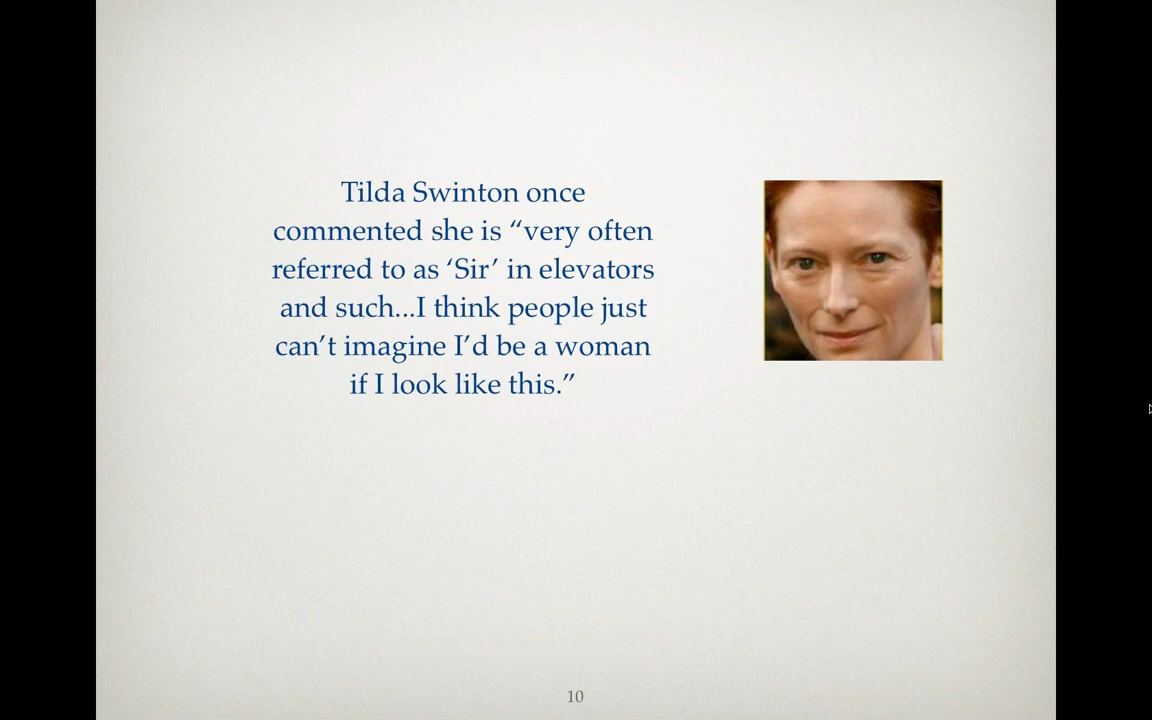 Tilda Swinton once
commented she is “very often
referred to as ‘Sir’ in elevators
and such...I think people just
can’t imagine I’d be a woman
if I look like this.”
10